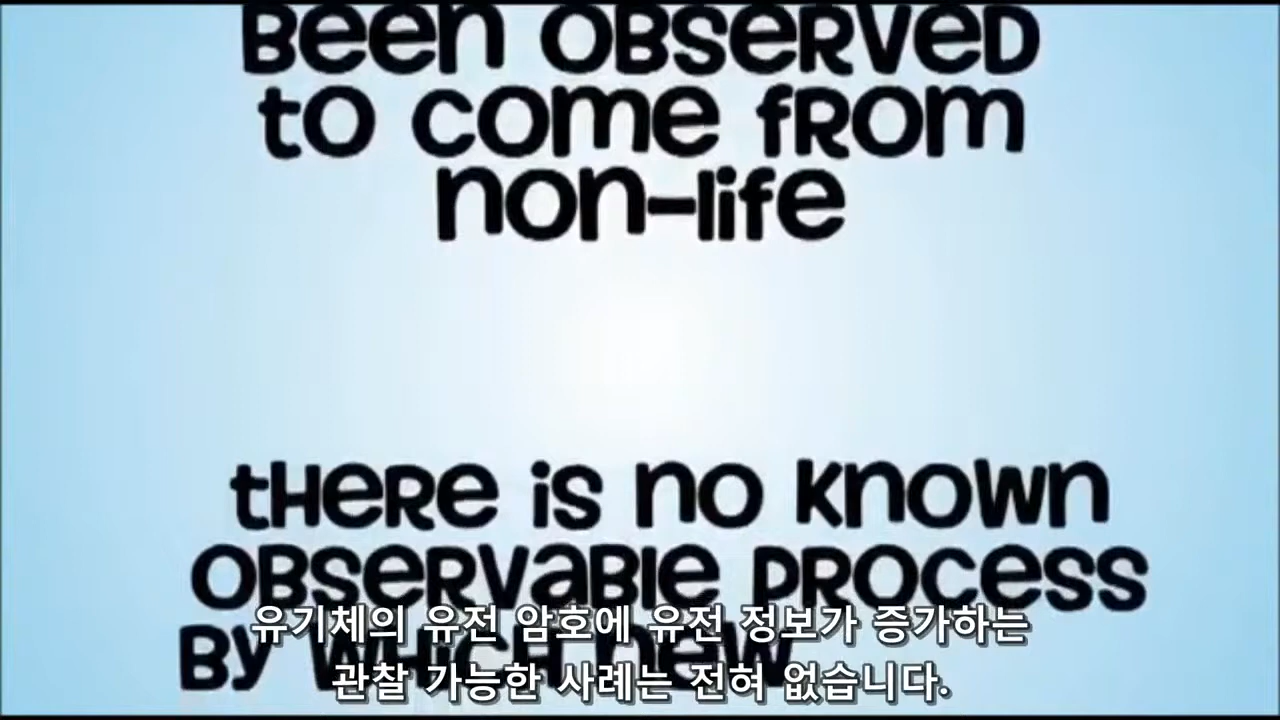 Been observed
to come from
non-life
there is no known
observable process
By which new
유기체의 유전 암호에 유전 정보가 증가하는
관찰 가능한 사례는 전혀 없습니다.